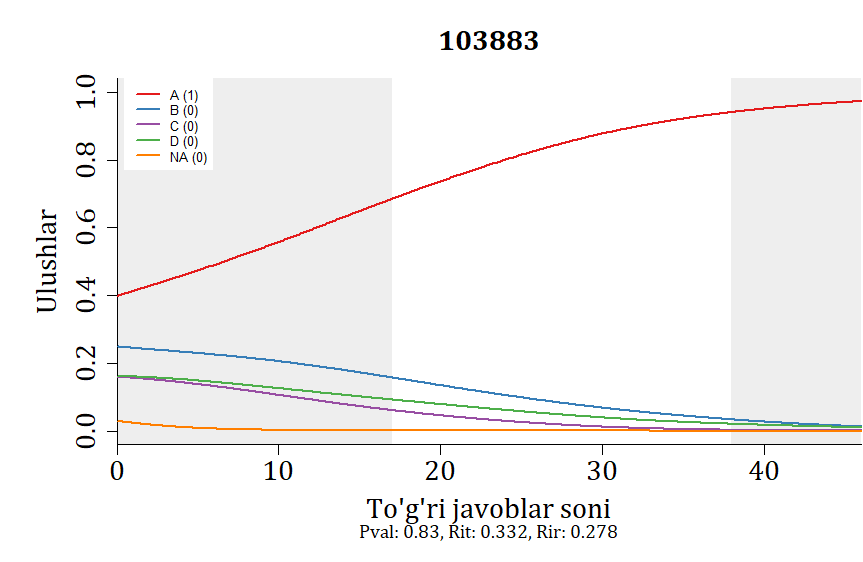 103883
1.0
0.8
0.6
0.4
0.2
0.0
Ulushlar
A (1)
B (0)
C (0)
D (0)
NA (0)
0 10 20 30 40
To'g'ri javoblar soni
Pval: 0.83, Rit: 0.332, Rir: 0.278